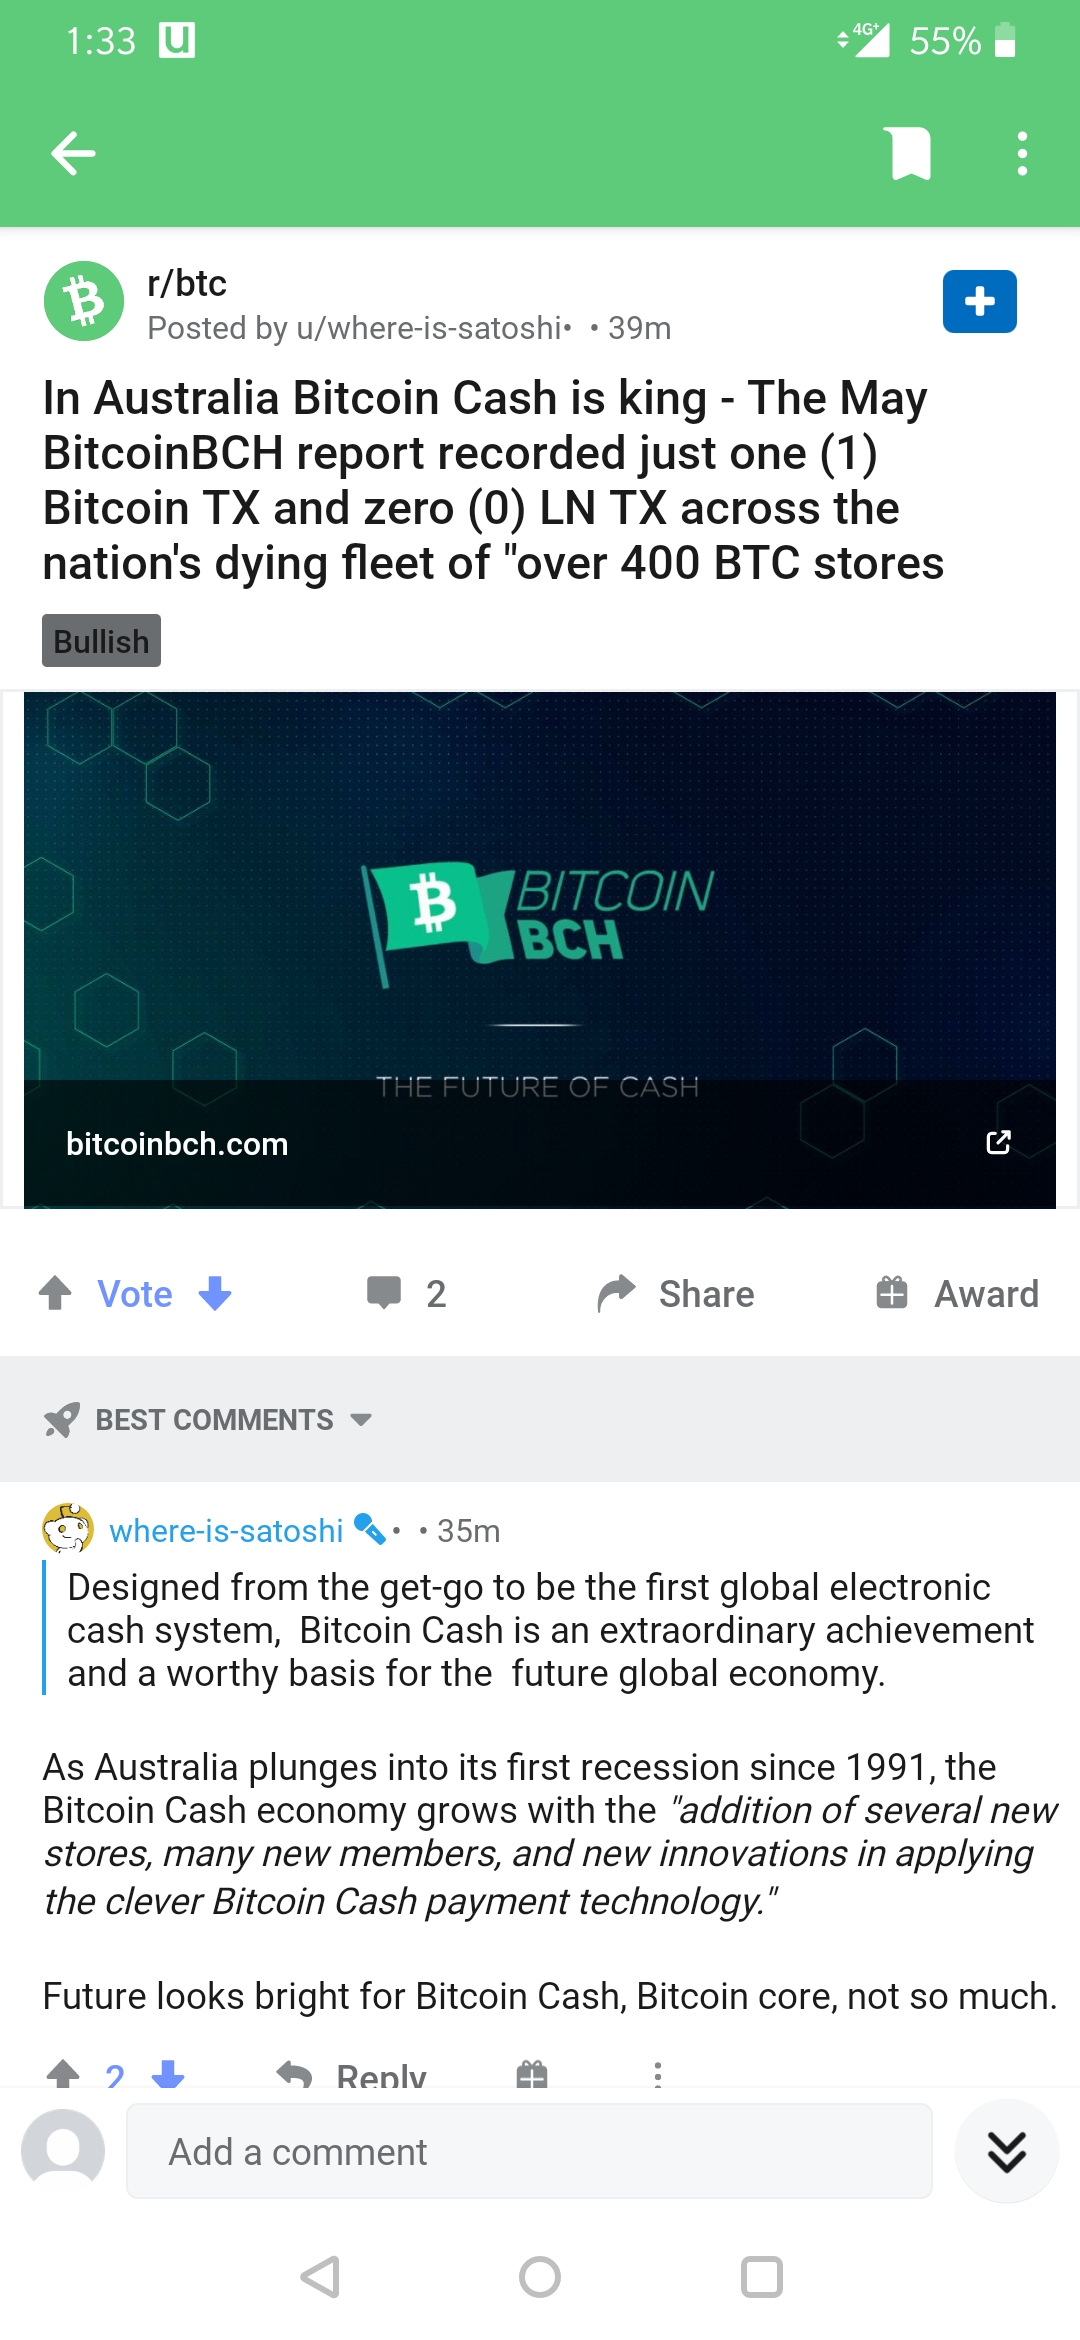 1:33 u 4G+ 55%
r/btc
Posted by u/where-is-satoshi• • 39m
In Australia Bitcoin Cash is king - The May
BitcoinBCH report recorded just one (1)
Bitcoin TX and zero (0) LN TX across the
nation's dying fleet of "over 400 BTC stores
Bullish
BITCOIN
BCH
THE FUTURE OF CASH
bitcoinbch.com
Vote 2 Share Award
BEST COMMENTS
where-is-satoshi • • 35m
Designed from the get-go to be the first global electronic
cash system,  Bitcoin Cash is an extraordinary achievement
and a worthy basis for the  future global economy.
As Australia plunges into its first recession since 1991, the
Bitcoin Cash economy grows with the "addition of several new
stores, many new members, and new innovations in applying
the clever Bitcoin Cash payment technology."
Future looks bright for Bitcoin Cash, Bitcoin core, not so much.
2 Reply
Add a comment